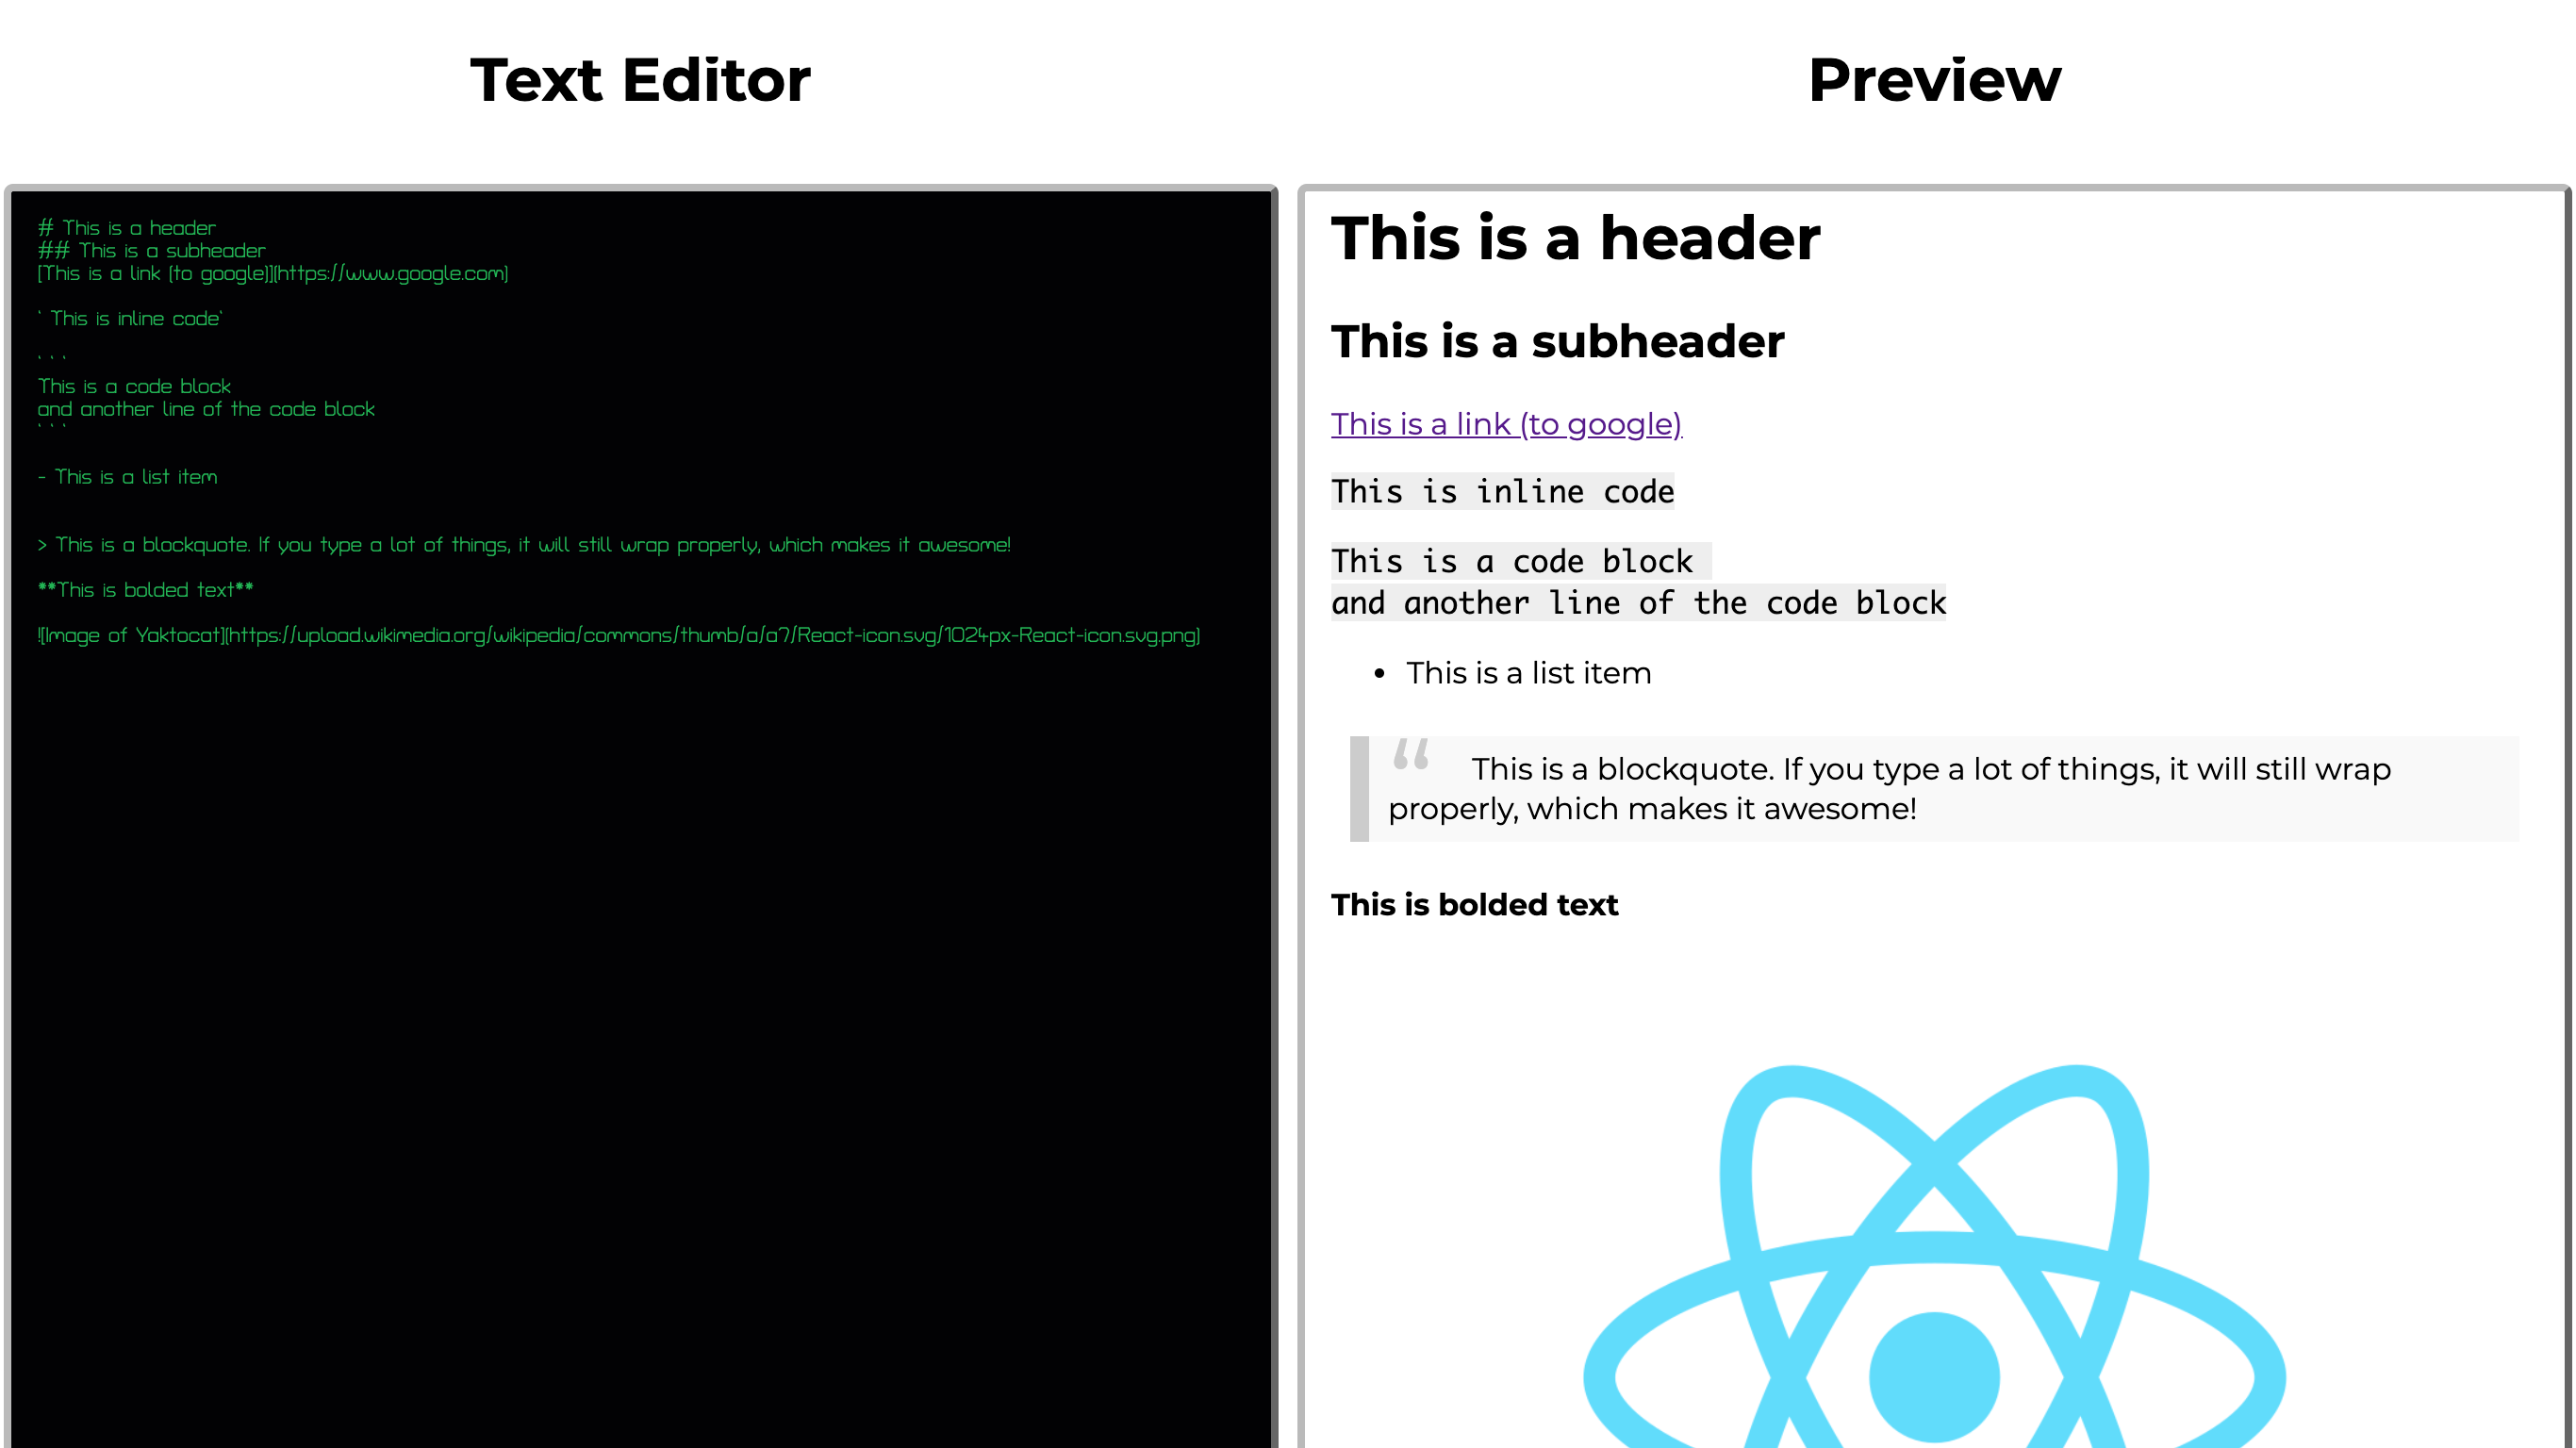 Text Editor
Preview
# This is a header
## This is a subheader
[This is a link (to google)](https://www.google.com)
` This is inline code`
```
This is a code block
and another line of the code block
```
- This is a list item
> This is a blockquote. If you type a lot of things, it will still wrap properly, which makes it awesome!
**This is bolded text**
![Image of Yaktocat](https://upload.wikimedia.org/wikipedia/commons/thumb/a/a7/React-icon.svg/1024px-React-icon.svg.png)
This is a header
This is a subheader
This is a link (to google)
This is inline code
This is a code block
and another line of the code block
• This is a list item
“ This is a blockquote. If you type a lot of things, it will still wrap
properly, which makes it awesome!
This is bolded text